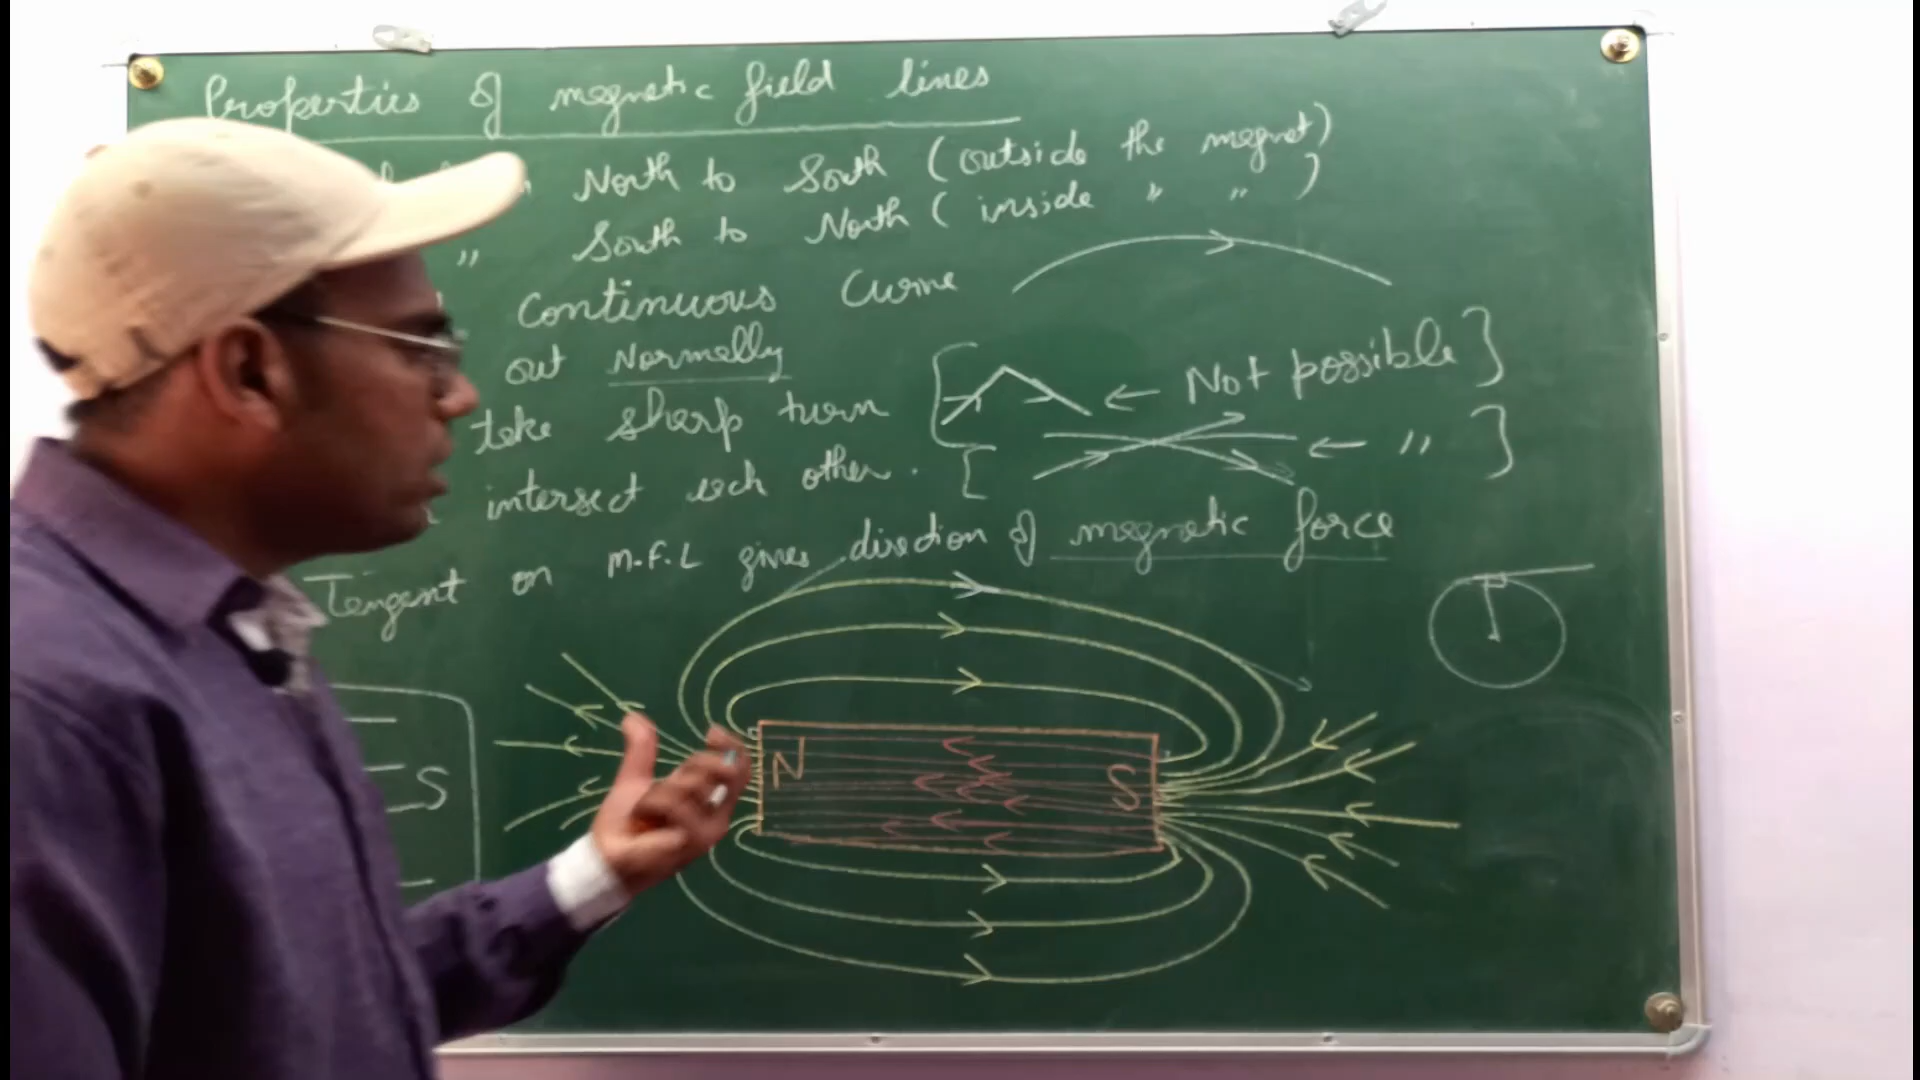 Properties of magnetic field lines
North to South (outside the magnet)
" South to North (inside " " )
Continuous Curve
out Normally
take sharp turn [ ← Not possible ]
intersect each other. [ ← " ]
Tangent on M.F.L gives direction of magnetic force
N S
S